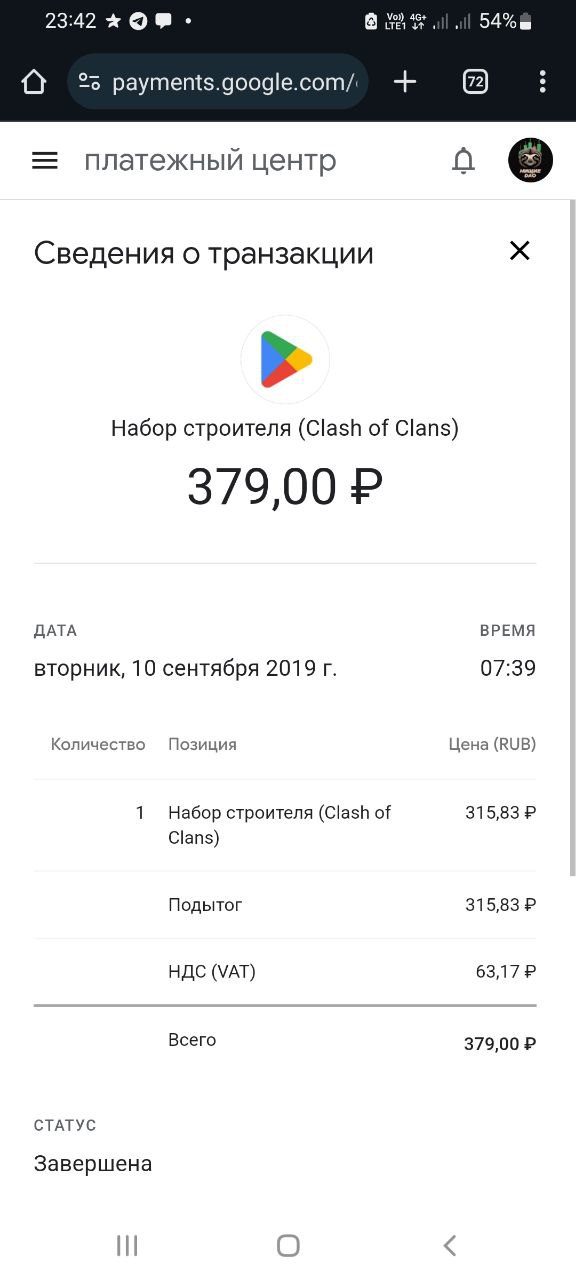 23:42
Vo)) LTE1 4G+ 54%
payments.google.com/
72
платежный центр
Сведения о транзакции
Набор строителя (Clash of Clans)
379,00 ₽
ДАТА ВРЕМЯ
вторник, 10 сентября 2019 г. 07:39
Количество Позиция Цена (RUB)
1 Набор строителя (Clash of 315,83 ₽
Clans)
Подытог 315,83 ₽
НДС (VAT) 63,17 ₽
Всего 379,00 ₽
СТАТУС
Завершена